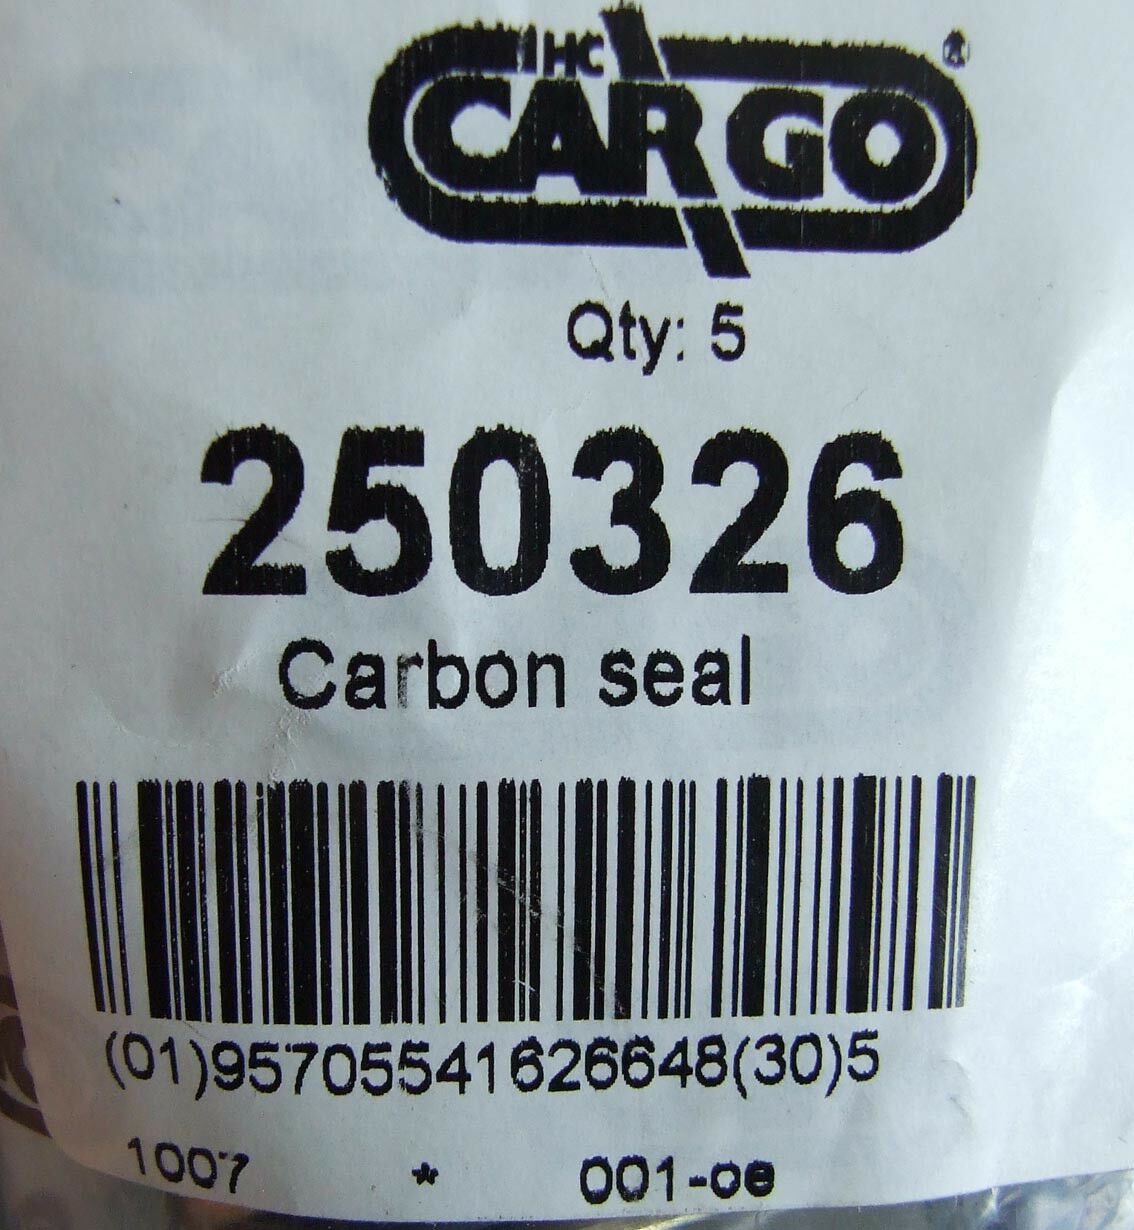 HC
CARGO®
Qty: 5
250326
Carbon seal
(01)95705541626648(30)5
1007 * 001-oe